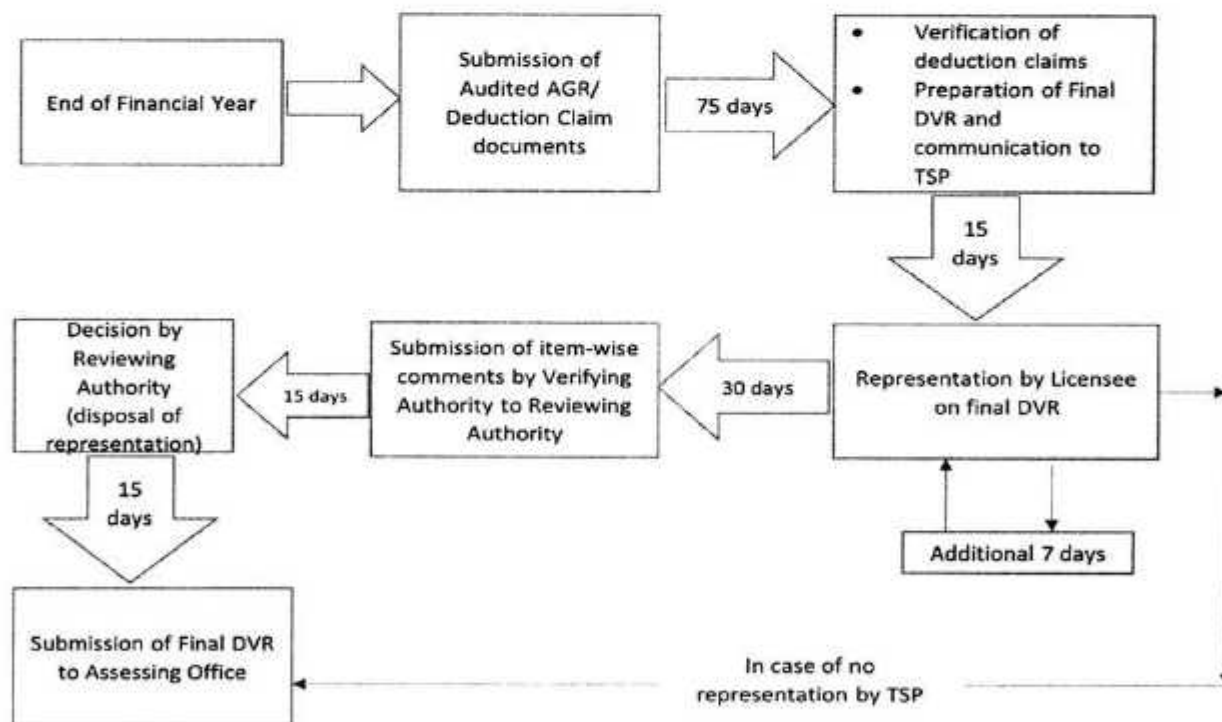 End of Financial Year
Submission of
Audited AGR/
Deduction Claim
documents
75 days
• Verification of
deduction claims
• Preparation of Final
DVR and
communication to
TSP
15
days
Representation by Licensee
on final DVR
Additional 7 days
30 days
Submission of item-wise
comments by Verifying
Authority to Reviewing
Authority
15 days
Decision by
Reviewing
Authority
(disposal of
representation)
15
days
Submission of Final DVR
to Assessing Office
In case of no
representation by TSP